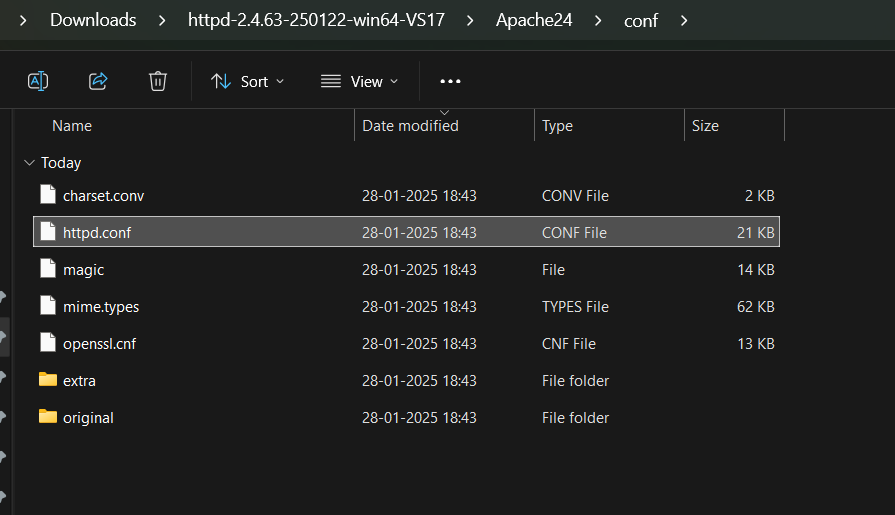 Downloads httpd-2.4.63-250122-win64-VS17 Apache24 conf
Sort View
Name Date modified Type Size
Today
charset.conv 28-01-2025 18:43 CONV File 2 KB
httpd.conf 28-01-2025 18:43 CONF File 21 KB
magic 28-01-2025 18:43 File 14 KB
mime.types 28-01-2025 18:43 TYPES File 62 KB
openssl.cnf 28-01-2025 18:43 CNF File 13 KB
extra 28-01-2025 18:43 File folder
original 28-01-2025 18:43 File folder